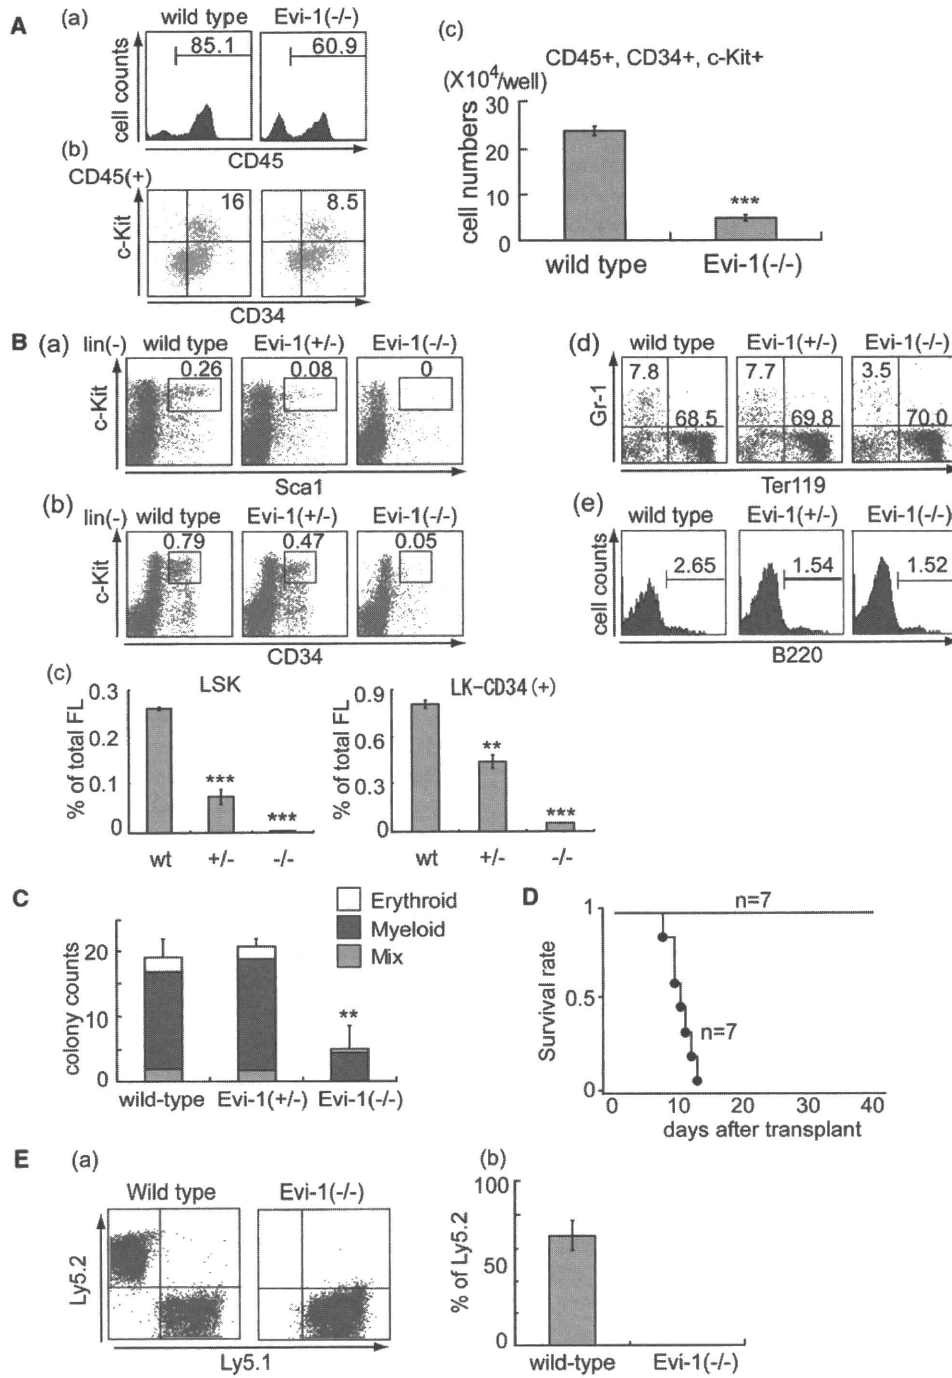 A
(a)
wild type
Evi-1(-/-)
85.1
60.9
cell counts
CD45
(b)
CD45(+)
16
8.5
c-Kit
CD34
(c)
CD45+, CD34+, c-Kit+
(X10⁴/well)
cell numbers
30
20
10
0
***
wild type
Evi-1(-/-)
B
(a)
lin(-)
wild type
Evi-1(+/-)
Evi-1(-/-)
0.26
0.08
0
c-Kit
Sca1
(b)
lin(-)
wild type
Evi-1(+/-)
Evi-1(-/-)
0.79
0.47
0.05
c-Kit
CD34
(c)
LSK
% of total FL
0.3
0.2
0.1
0
***
***
wt
+/-
-/-
LK-CD34(+)
% of total FL
0.9
0.6
0.3
0
**
***
wt
+/-
-/-
(d)
wild type
Evi-1(+/-)
Evi-1(-/-)
7.8
7.7
3.5
68.5
69.8
70.0
Gr-1
Ter119
(e)
wild type
Evi-1(+/-)
Evi-1(-/-)
2.65
1.54
1.52
cell counts
B220
C
Erythroid
Myeloid
Mix
colony counts
20
10
0
**
wild-type
Evi-1(+/-)
Evi-1(-/-)
D
n=7
n=7
Survival rate
1
0.5
0
0
10
20
30
40
days after transplant
E
(a)
Wild type
Evi-1(-/-)
Ly5.2
Ly5.1
(b)
% of Ly5.2
100
50
0
wild-type
Evi-1(-/-)